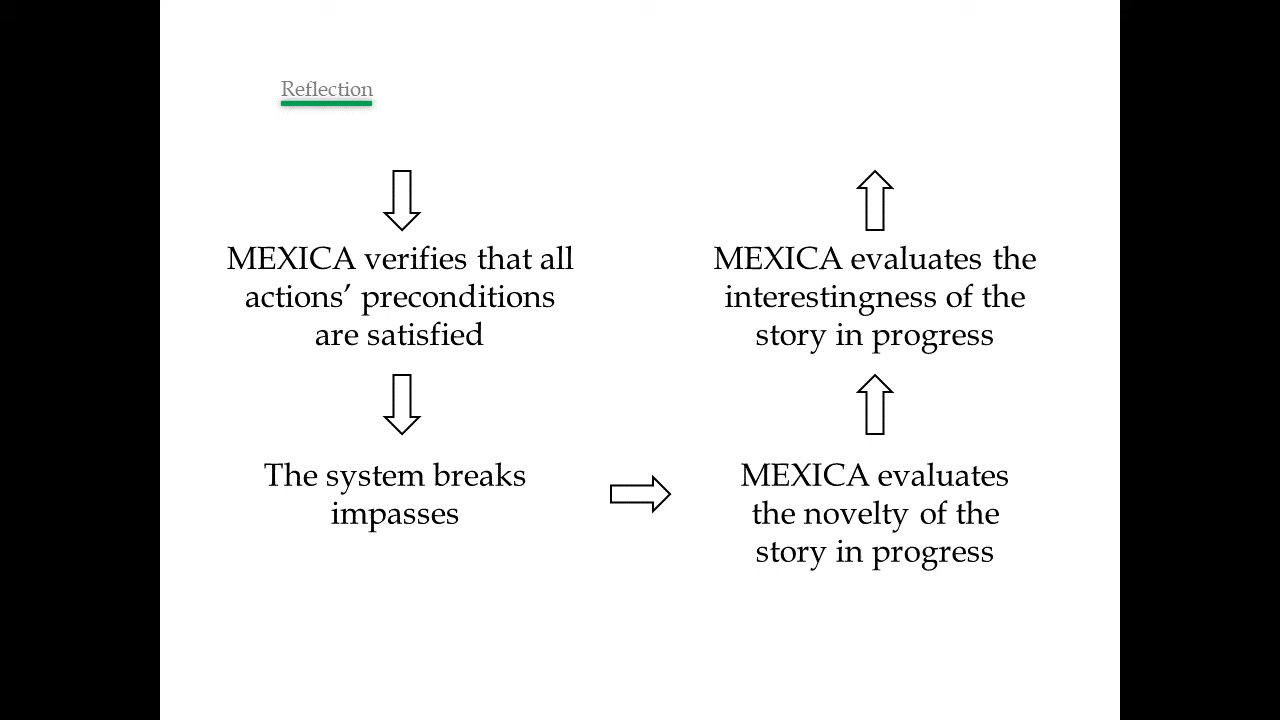 Reflection
MEXICA verifies that all
actions’ preconditions
are satisfied
The system breaks
impasses
MEXICA evaluates
the novelty of the
story in progress
MEXICA evaluates the
interestingness of the
story in progress